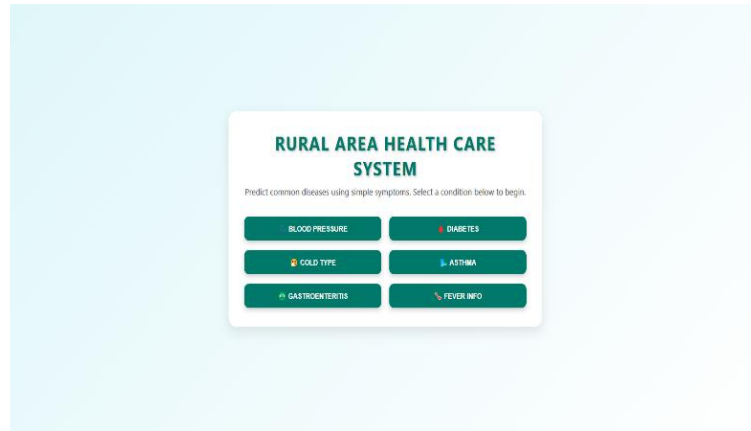 RURAL AREA HEALTH CARE
SYSTEM
Predict common diseases using simple symptoms. Select a condition below to begin.
BLOOD PRESSURE
DIABETES
COLD TYPE
ASTHMA
GASTROENTERITIS
FEVER INFO